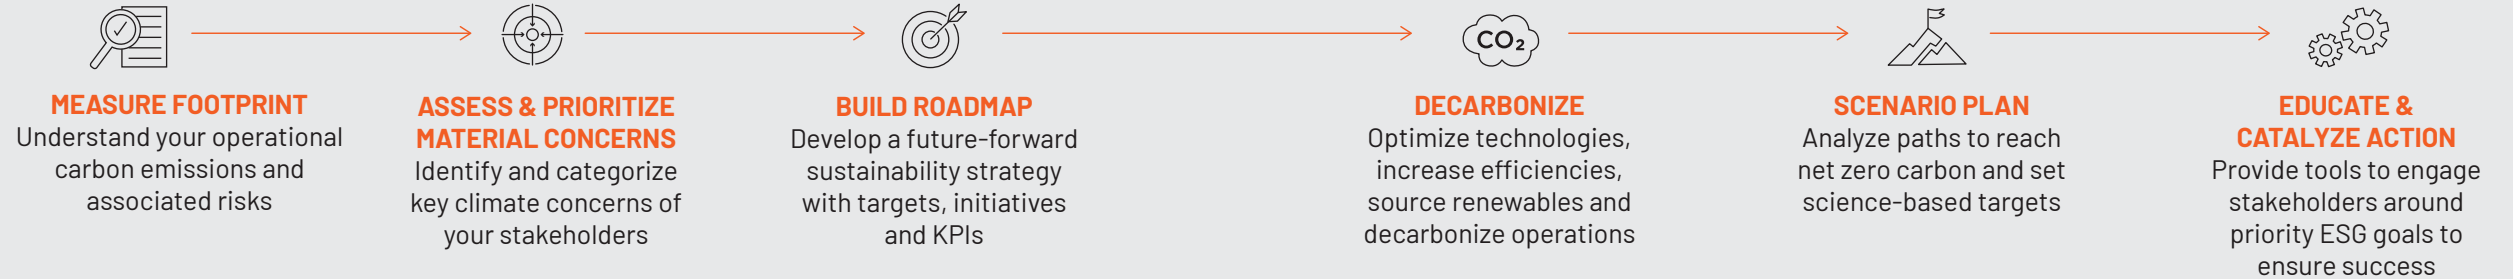 MEASURE FOOTPRINT
Understand your operational
carbon emissions and
associated risks
ASSESS & PRIORITIZE
MATERIAL CONCERNS
Identify and categorize
key climate concerns of
your stakeholders
BUILD ROADMAP
Develop a future-forward
sustainability strategy
with targets, initiatives
and KPIs
CO₂
DECARBONIZE
Optimize technologies,
increase efficiencies,
source renewables and
decarbonize operations
SCENARIO PLAN
Analyze paths to reach
net zero carbon and set
science-based targets
EDUCATE &
CATALYZE ACTION
Provide tools to engage
stakeholders around
priority ESG goals to
ensure success